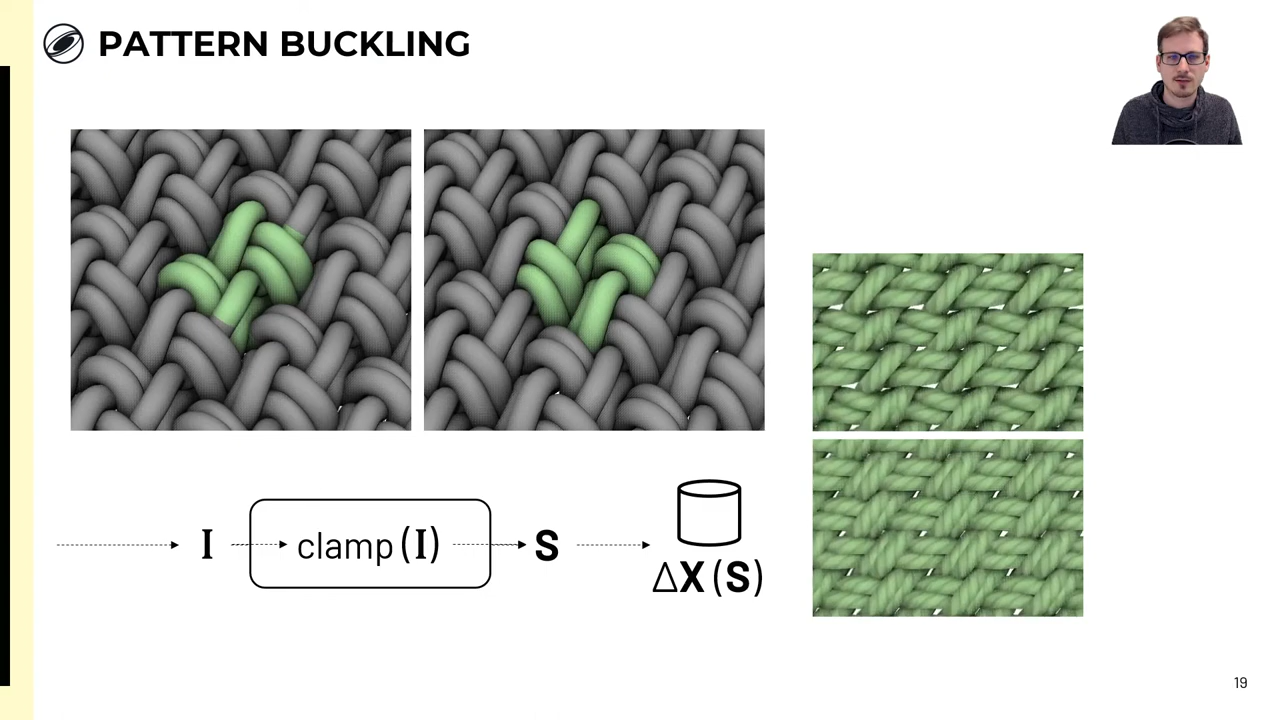 PATTERN BUCKLING
I
clamp(I)
S
ΔX(S)
19